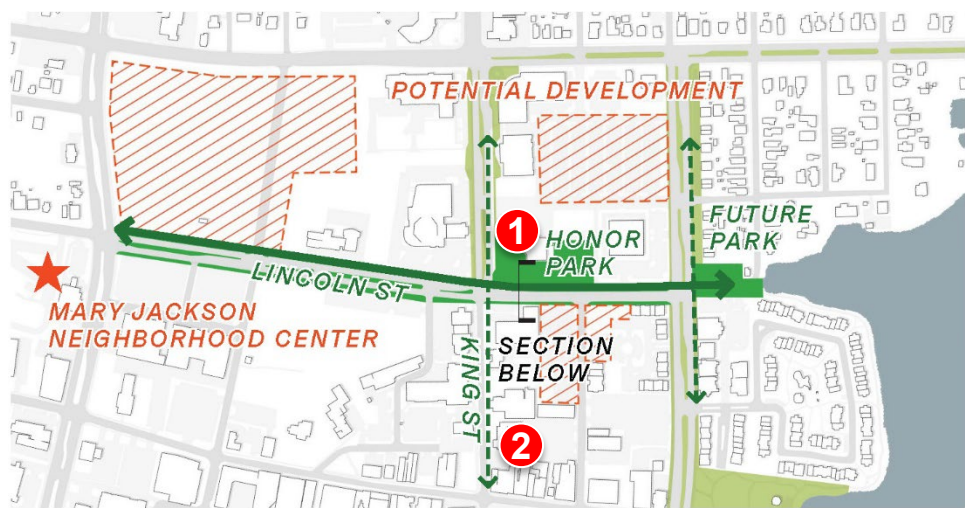 POTENTIAL DEVELOPMENT
1
HONOR
PARK
FUTURE
PARK
LINCOLN ST
MARY JACKSON
NEIGHBORHOOD CENTER
KING ST
SECTION
BELOW
2